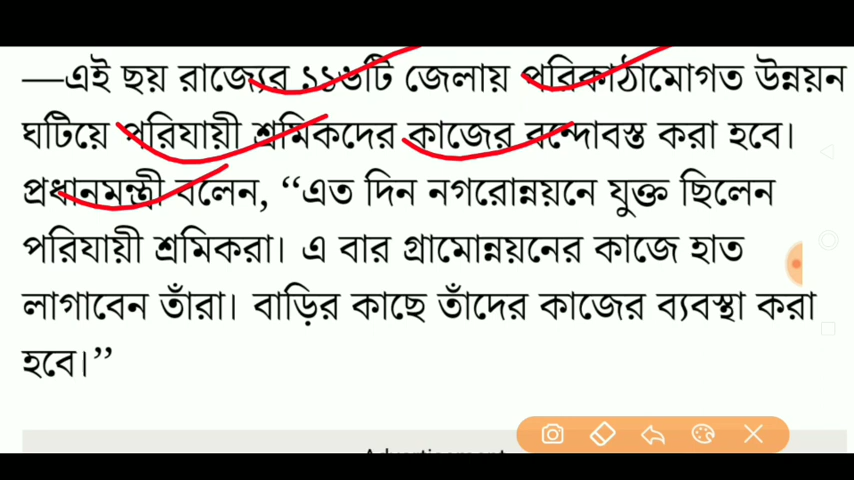 —এই ছয় রাজ্যের ১১৬টি জেলায় পরিকাঠামোগত উন্নয়ন
ঘটিয়ে পরিযায়ী শ্রমিকদের কাজের বন্দোবস্ত করা হবে।
প্রধানমন্ত্রী বলেন, “এত দিন নগরোন্নয়নে যুক্ত ছিলেন
পরিযায়ী শ্রমিকরা। এ বার গ্রামোন্নয়নের কাজে হাত
লাগাবেন তাঁরা। বাড়ির কাছে তাঁদের কাজের ব্যবস্থা করা
হবে।”
Advertisement